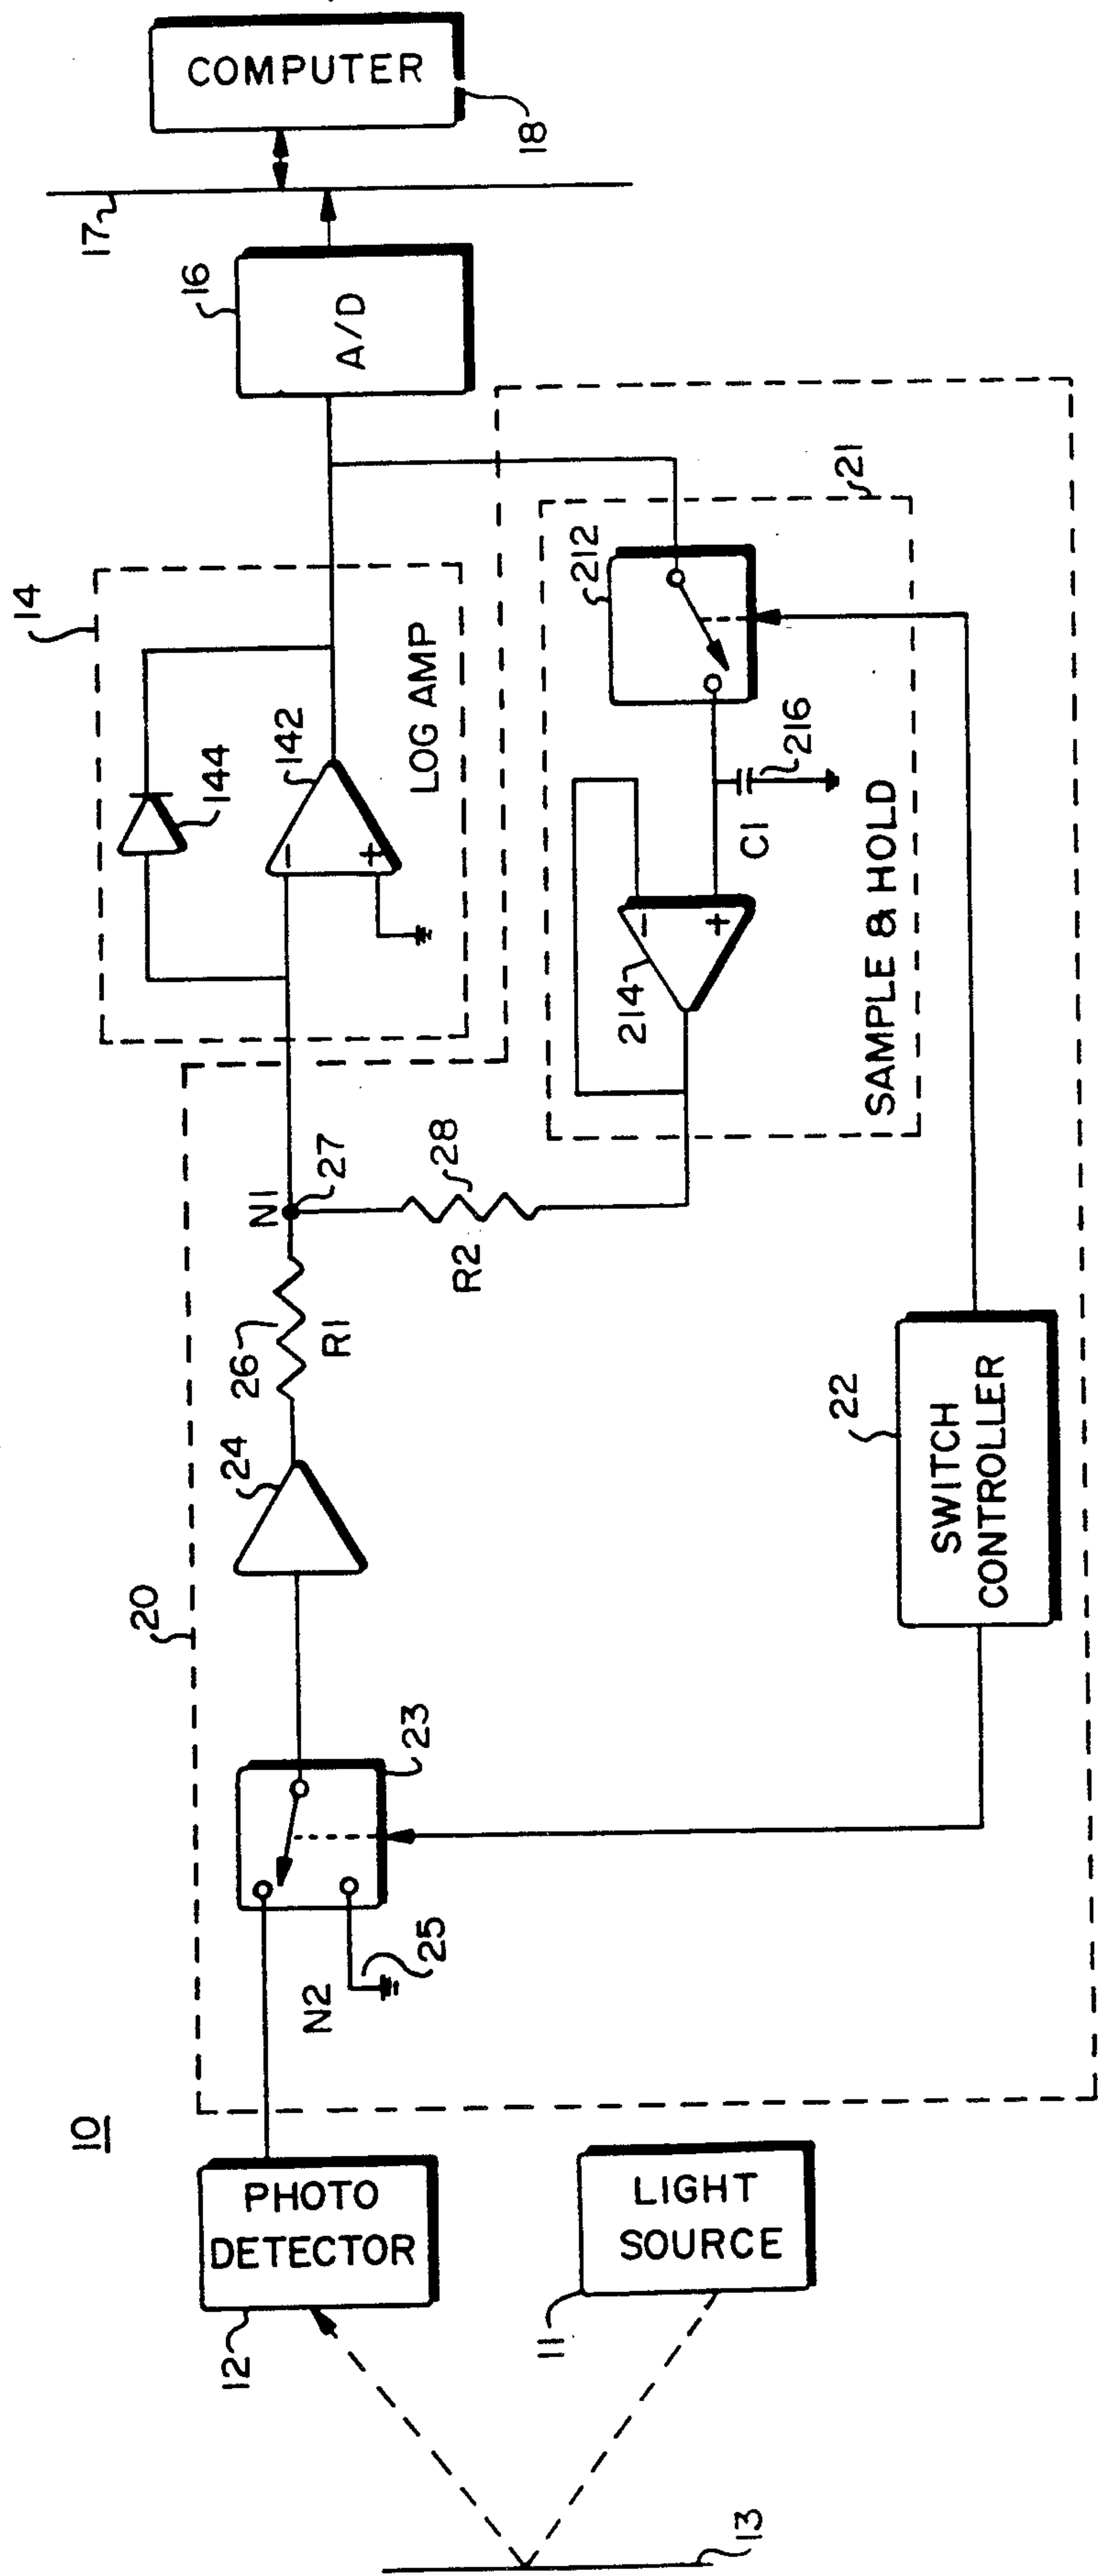 10
13
12
PHOTO
DETECTOR
11
LIGHT
SOURCE
20
N2
25
23
24
26
R1
N1
27
R2
28
22
SWITCH
CONTROLLER
14
144
142
−
+
LOG AMP
214
−
+
C1
216
212
21
SAMPLE & HOLD
16
A/D
17
COMPUTER
18